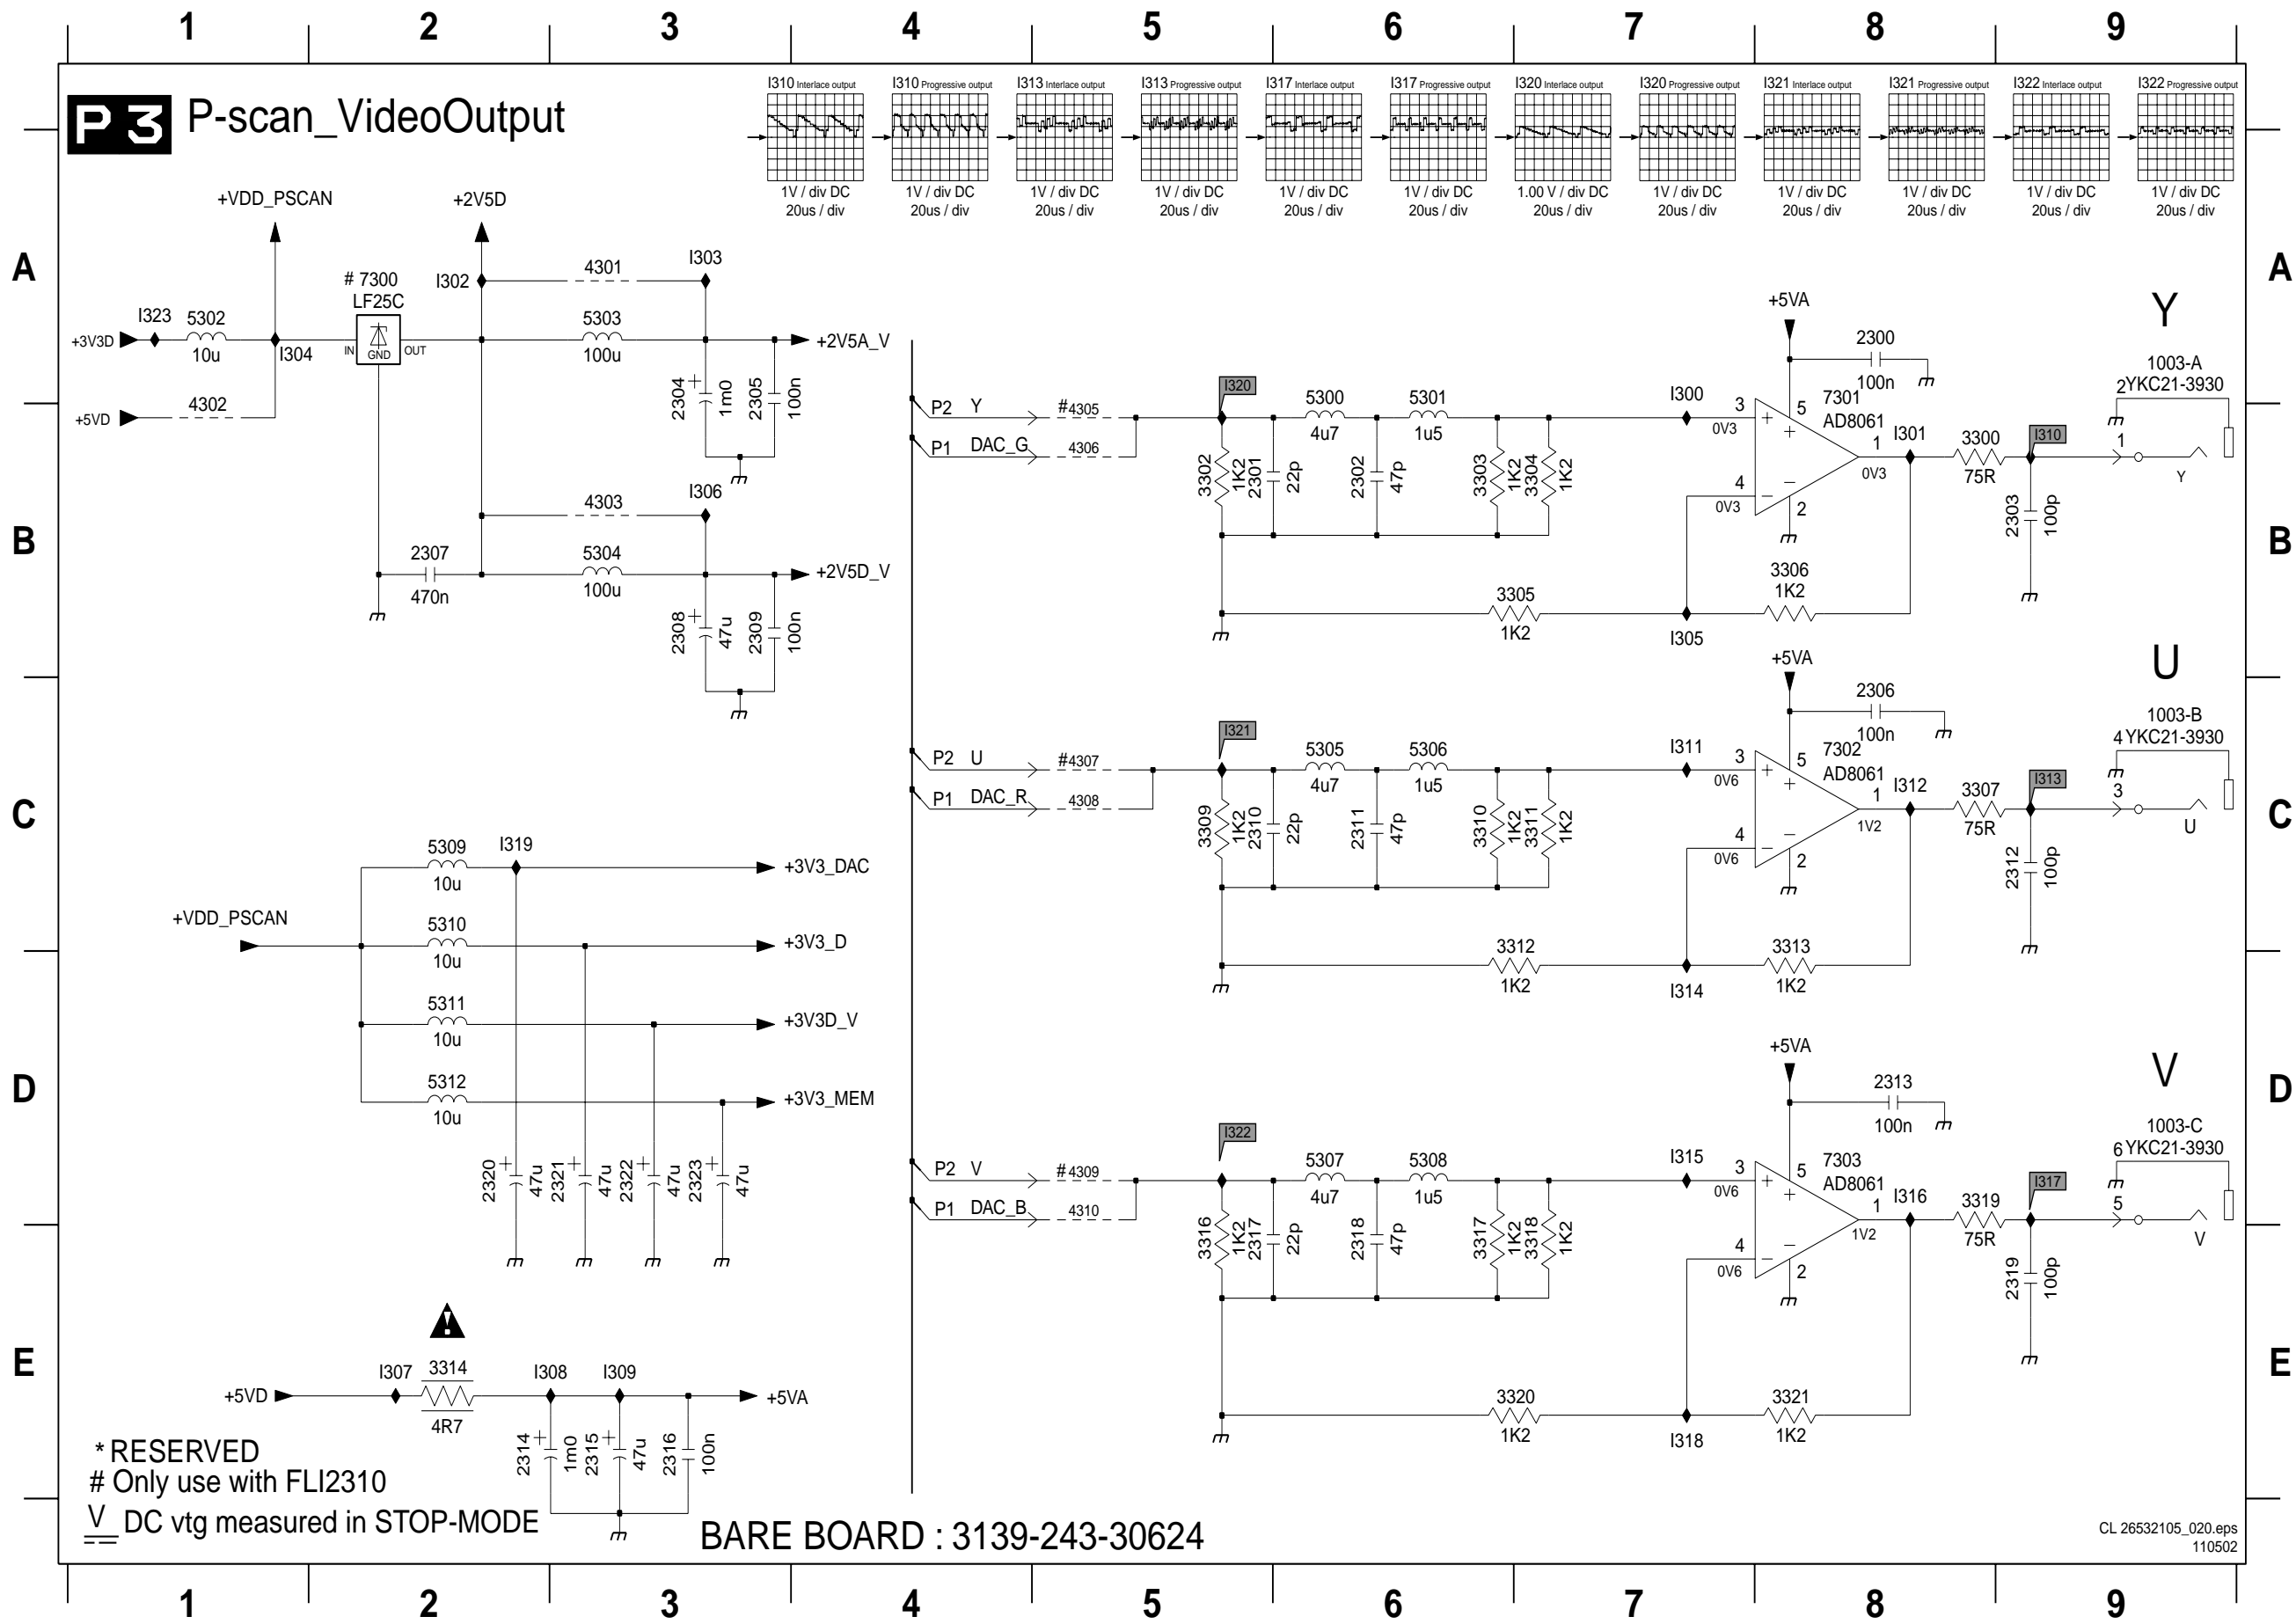 1 2 3 4 5 6 7 8 9
P 3 P-scan_VideoOutput
I310 Interlace output
1V / div DC
20us / div
I310 Progressive output
1V / div DC
20us / div
I313 Interlace output
1V / div DC
20us / div
I313 Progressive output
1V / div DC
20us / div
I317 Interlace output
1V / div DC
20us / div
I317 Progressive output
1V / div DC
20us / div
I320 Interlace output
1.00 V / div DC
20us / div
I320 Progressive output
1V / div DC
20us / div
I321 Interlace output
1V / div DC
20us / div
I321 Progressive output
1V / div DC
20us / div
I322 Interlace output
1V / div DC
20us / div
I322 Progressive output
1V / div DC
20us / div
A
B
C
D
E
+VDD_PSCAN
+2V5D
# 7300
LF25C
IN GND OUT
I302
4301
I303
+3V3D
I323
5302
10u
I304
5303
100u
+2V5A_V
+5VD
4302
2304 + 1m0
2305 100n
4303
I306
2307
470n
5304
100u
+2V5D_V
2308 + 47u
2309 100n
+VDD_PSCAN
5309
10u
I319
+3V3_DAC
5310
10u
+3V3_D
5311
10u
+3V3D_V
5312
10u
+3V3_MEM
2320 + 47u
2321 + 47u
2322 + 47u
2323 + 47u
+5VD
I307
3314
4R7
I308
I309
+5VA
2314 + 1m0
2315 + 47u
2316 100n
P2 Y #4305
P1 DAC_G 4306
I320
5300
4u7
5301
1u5
3302 1K2
2301 22p
2302 47p
3303 1K2
3304 1K2
I300
3
0V3
4
0V3
+5VA
2300
100n
5
7301
AD8061
1
0V3
2
I301
3300
75R
I310
2303 100p
3305
1K2
I305
3306
1K2
Y
1003-A
2 YKC21-3930
1
Y
P2 U #4307
P1 DAC_R 4308
I321
5305
4u7
5306
1u5
3309 1K2
2310 22p
2311 47p
3310 1K2
3311 1K2
I311
3
0V6
4
0V6
+5VA
2306
100n
5
7302
AD8061
1
1V2
2
I312
3307
75R
I313
2312 100p
3312
1K2
I314
3313
1K2
U
1003-B
4 YKC21-3930
3
U
P2 V #4309
P1 DAC_B 4310
I322
5307
4u7
5308
1u5
3316 1K2
2317 22p
2318 47p
3317 1K2
3318 1K2
I315
3
0V6
4
0V6
+5VA
2313
100n
5
7303
AD8061
1
1V2
2
I316
3319
75R
I317
2319 100p
3320
1K2
I318
3321
1K2
V
1003-C
6 YKC21-3930
5
V
A
B
C
D
E
* RESERVED
# Only use with FLI2310
V DC vtg measured in STOP-MODE
BARE BOARD : 3139-243-30624
CL 26532105_020.eps
110502
1 2 3 4 5 6 7 8 9